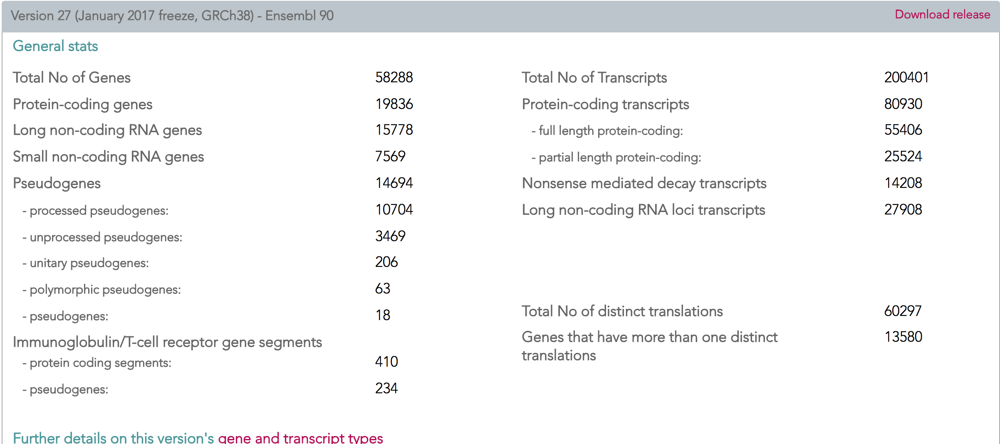 Version 27 (January 2017 freeze, GRCh38) - Ensembl 90 Download release
General stats
Total No of Genes 58288
Protein-coding genes 19836
Long non-coding RNA genes 15778
Small non-coding RNA genes 7569
Pseudogenes 14694
- processed pseudogenes: 10704
- unprocessed pseudogenes: 3469
- unitary pseudogenes: 206
- polymorphic pseudogenes: 63
- pseudogenes: 18
Immunoglobulin/T-cell receptor gene segments
- protein coding segments: 410
- pseudogenes: 234
Total No of Transcripts 200401
Protein-coding transcripts 80930
- full length protein-coding: 55406
- partial length protein-coding: 25524
Nonsense mediated decay transcripts 14208
Long non-coding RNA loci transcripts 27908
Total No of distinct translations 60297
Genes that have more than one distinct 13580
translations
Further details on this version's gene and transcript types